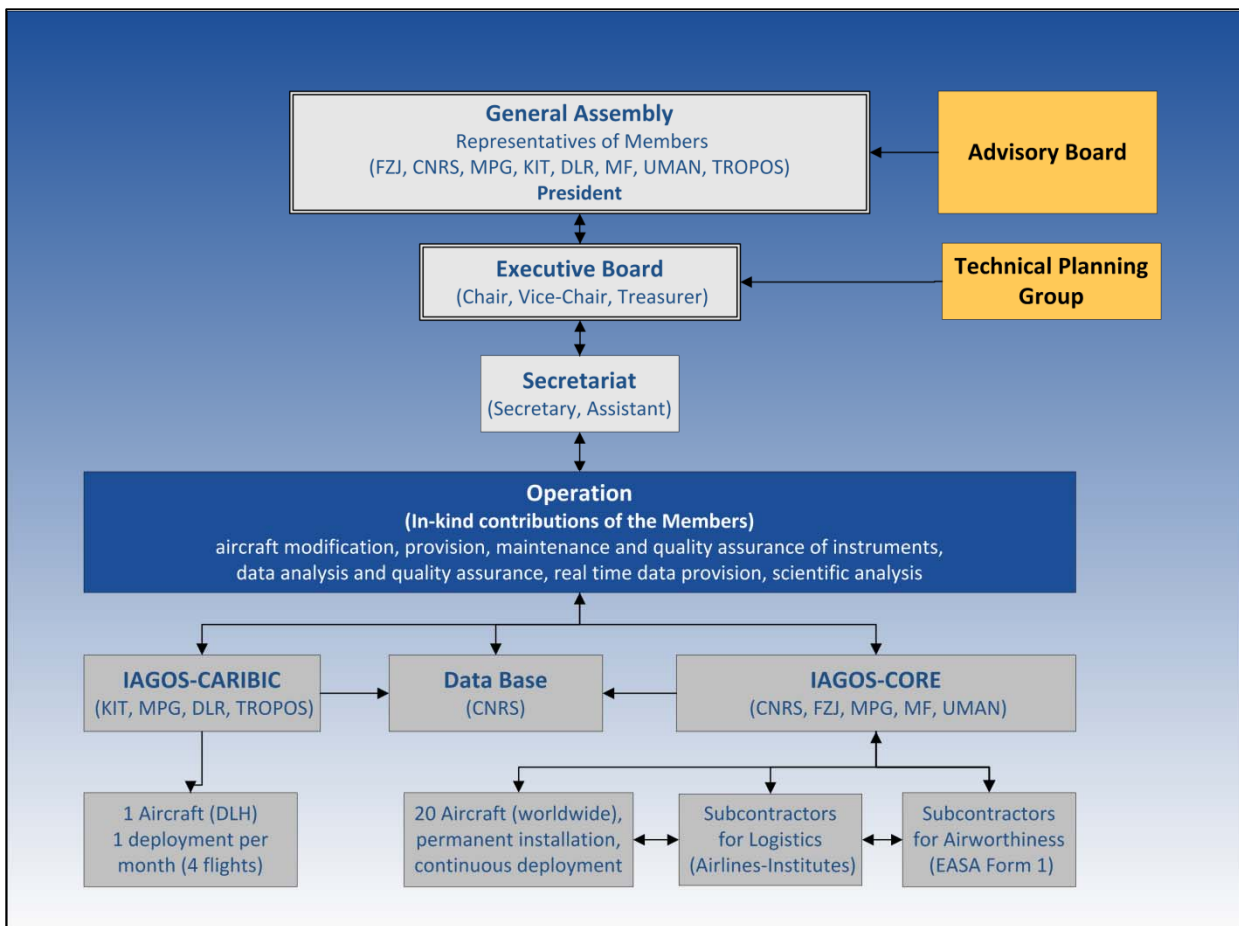 General Assembly
Representatives of Members
(FZJ, CNRS, MPG, KIT, DLR, MF, UMAN, TROPOS)
President
Advisory Board
Executive Board
(Chair, Vice-Chair, Treasurer)
Technical Planning
Group
Secretariat
(Secretary, Assistant)
Operation
(In-kind contributions of the Members)
aircraft modification, provision, maintenance and quality assurance of instruments,
data analysis and quality assurance, real time data provision, scientific analysis
IAGOS-CARIBIC
(KIT, MPG, DLR, TROPOS)
Data Base
(CNRS)
IAGOS-CORE
(CNRS, FZJ, MPG, MF, UMAN)
1 Aircraft (DLH)
1 deployment per
month (4 flights)
20 Aircraft (worldwide),
permanent installation,
continuous deployment
Subcontractors
for Logistics
(Airlines-Institutes)
Subcontractors
for Airworthiness
(EASA Form 1)